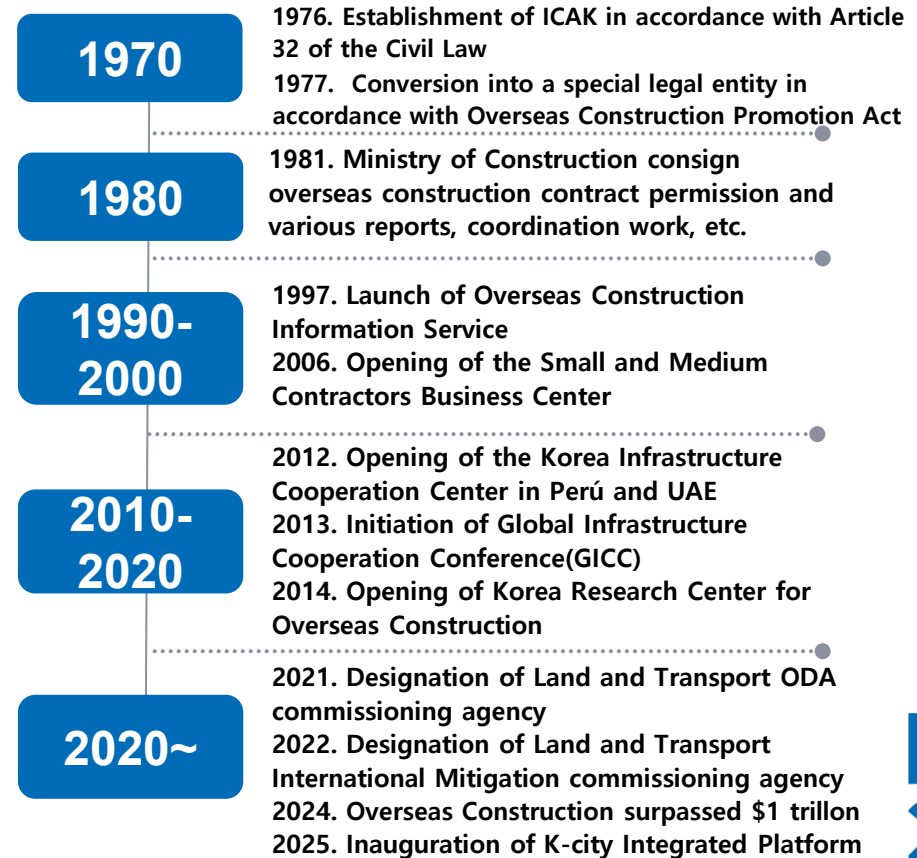 1970
1976. Establishment of ICAK in accordance with Article
32 of the Civil Law
1977.  Conversion into a special legal entity in
accordance with Overseas Construction Promotion Act
1980
1981. Ministry of Construction consign
overseas construction contract permission and
various reports, coordination work, etc.
1990-
2000
1997. Launch of Overseas Construction
Information Service
2006. Opening of the Small and Medium
Contractors Business Center
2010-
2020
2012. Opening of the Korea Infrastructure
Cooperation Center in Perú and UAE
2013. Initiation of Global Infrastructure
Cooperation Conference(GICC)
2014. Opening of Korea Research Center for
Overseas Construction
2020~
2021. Designation of Land and Transport ODA
commissioning agency
2022. Designation of Land and Transport
International Mitigation commissioning agency
2024. Overseas Construction surpassed $1 trillon
2025. Inauguration of K-city Integrated Platform